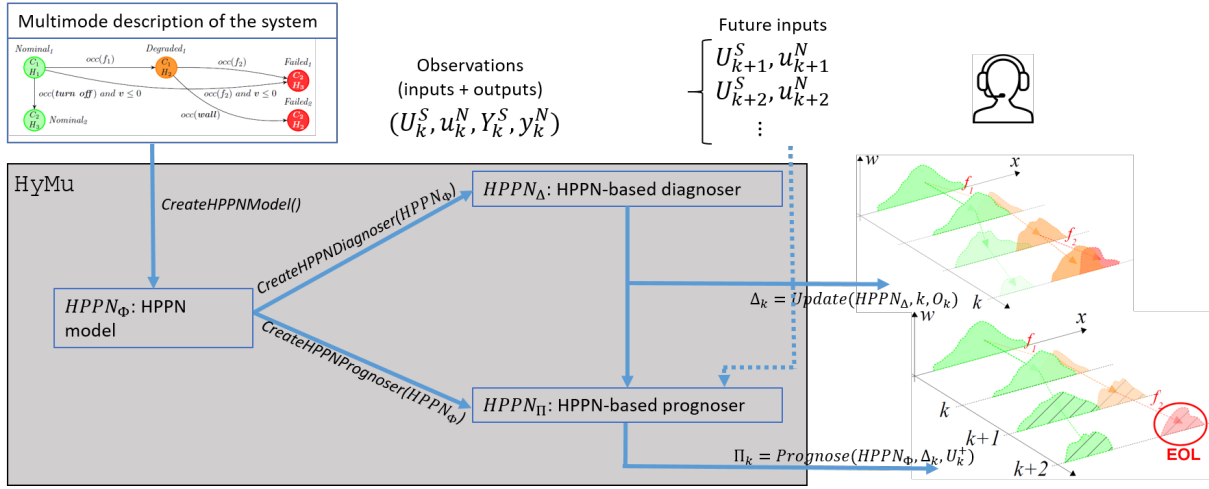 Multimode description of the system
Nominal₁
Degraded₁
Failed₁
C₁
H₁
occ(f₁)
C₁
H₂
occ(f₂)
C₂
H₃
occ(turn off) and v ≤ 0
occ(f₂) and v ≤ 0
Failed₂
C₂
H₃
Nominal₂
occ(wall)
C₂
H₂
Observations
(inputs + outputs)
(U_k^S, u_k^N, Y_k^S, y_k^N)
Future inputs
U_{k+1}^S, u_{k+1}^N
U_{k+2}^S, u_{k+2}^N
⋮
HyMu
CreateHPPNModel()
HPPN_Φ: HPPN
model
CreateHPPNDiagnoser(HPPN_Φ)
CreateHPPNPrognoser(HPPN_Φ)
HPPN_Δ: HPPN-based diagnoser
HPPN_Π: HPPN-based prognoser
Δ_k = Update(HPPN_Δ, k, O_k)
Π_k = Prognose(HPPN_Φ, Δ_k, U_k^+)
w
x
f₁
f₂
k
w
x
f₁
f₂
k
k+1
k+2
EOL